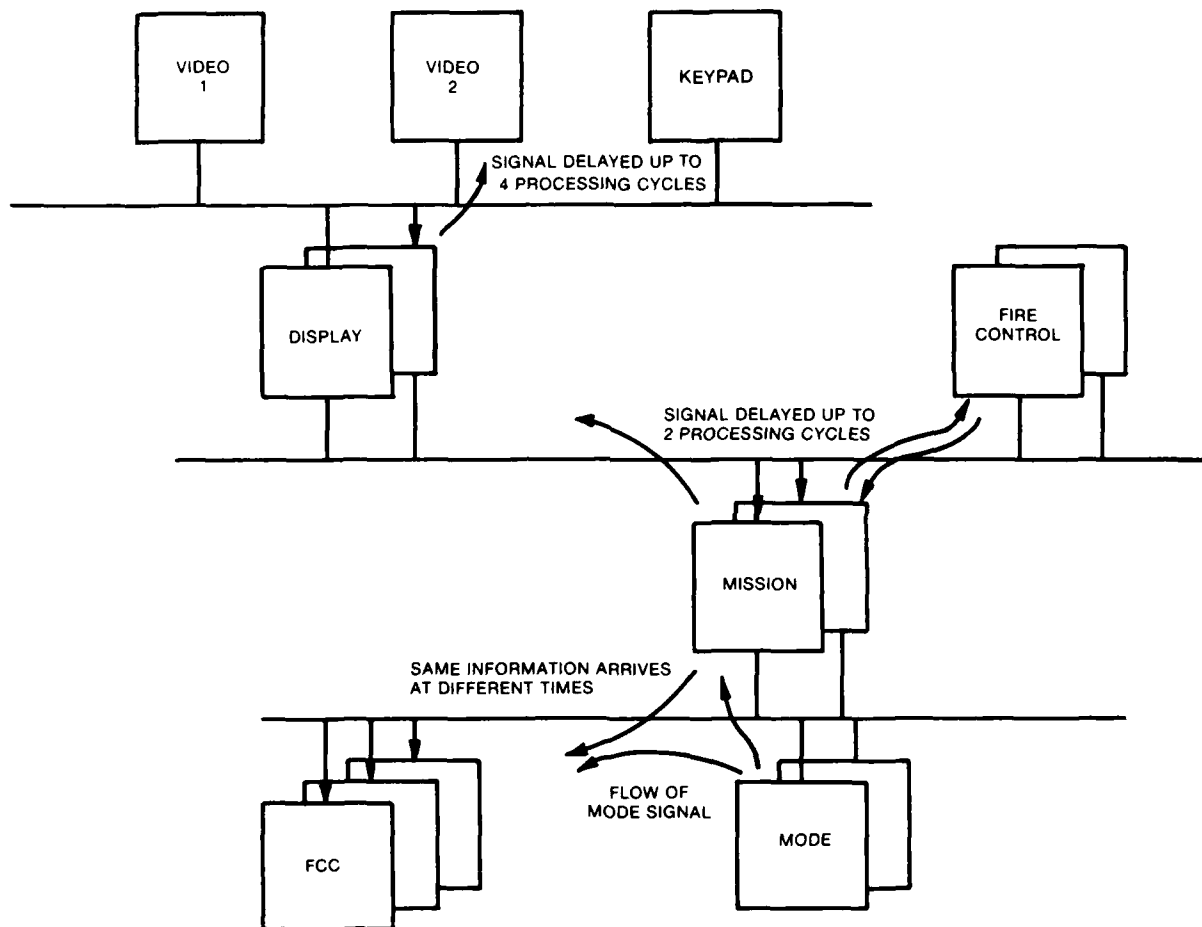 VIDEO
1
VIDEO
2
KEYPAD
SIGNAL DELAYED UP TO
4 PROCESSING CYCLES
DISPLAY
FIRE
CONTROL
SIGNAL DELAYED UP TO
2 PROCESSING CYCLES
MISSION
SAME INFORMATION ARRIVES
AT DIFFERENT TIMES
FLOW OF
MODE SIGNAL
MODE
FCC